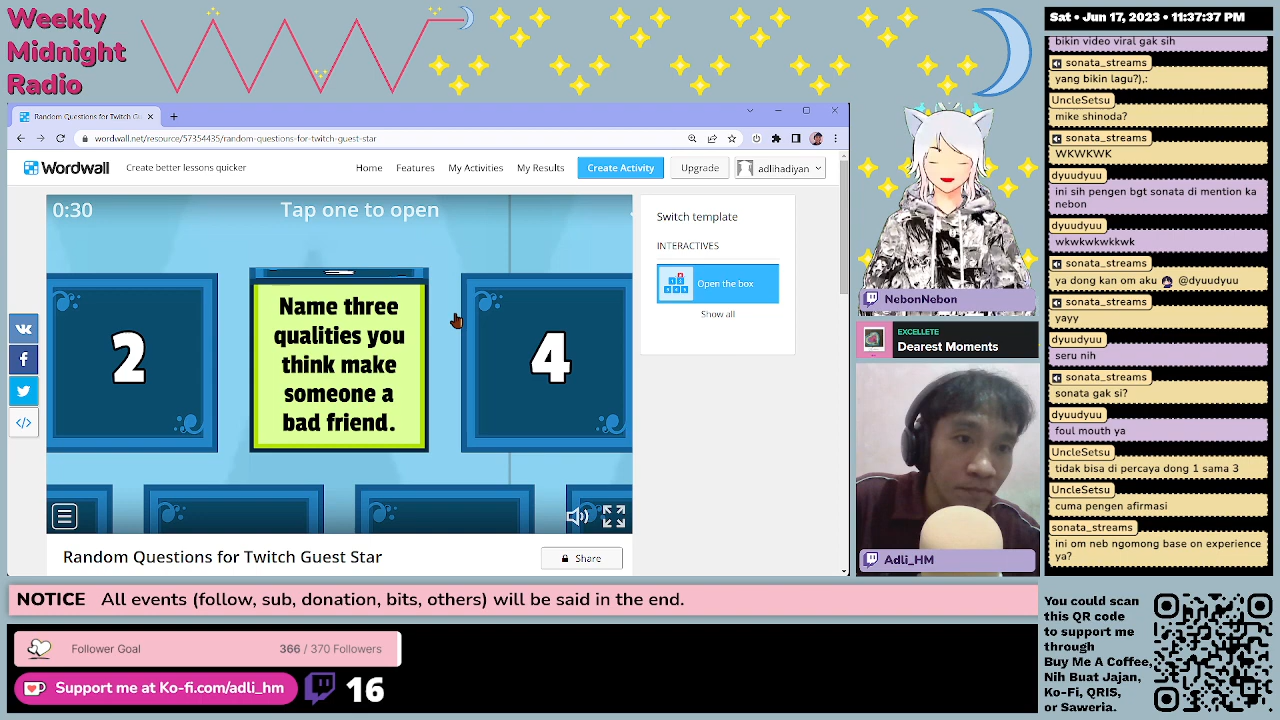 Weekly
Midnight
Radio
Sat • Jun 17, 2023 • 11:37:37 PM
Random Questions for Twitch G
wordwall.net/resource/57354435/random-questions-for-twitch-guest-star
Wordwall
Create better lessons quicker
Home
Features
My Activities
My Results
Create Activity
Upgrade
adlihadiyan
0:30
Tap one to open
2
Name three
qualities you
think make
someone a
bad friend.
4
Switch template
INTERACTIVES
Open the box
Show all
Random Questions for Twitch Guest Star
Share
NebonNebon
EXCELLETE
Dearest Moments
Adli_HM
bikin video viral gak sih
sonata_streams
yang bikin lagu?),:
UncleSetsu
mike shinoda?
sonata_streams
WKWKWK
dyuudyuu
ini sih pengen bgt sonata di mention ka
nebon
dyuudyuu
wkwkwkwkkwk
sonata_streams
ya dong kan om aku @dyuudyuu
sonata_streams
yayy
dyuudyuu
seru nih
sonata_streams
sonata gak si?
dyuudyuu
foul mouth ya
UncleSetsu
tidak bisa di percaya dong 1 sama 3
UncleSetsu
cuma pengen afirmasi
sonata_streams
ini om neb ngomong base on experience
ya?
NOTICE All events (follow, sub, donation, bits, others) will be said in the end.
Follower Goal
366 / 370 Followers
Support me at Ko-fi.com/adli_hm
16
You could scan
this QR code
to support me
through
Buy Me A Coffee,
Nih Buat Jajan,
Ko-Fi, QRIS,
or Saweria.